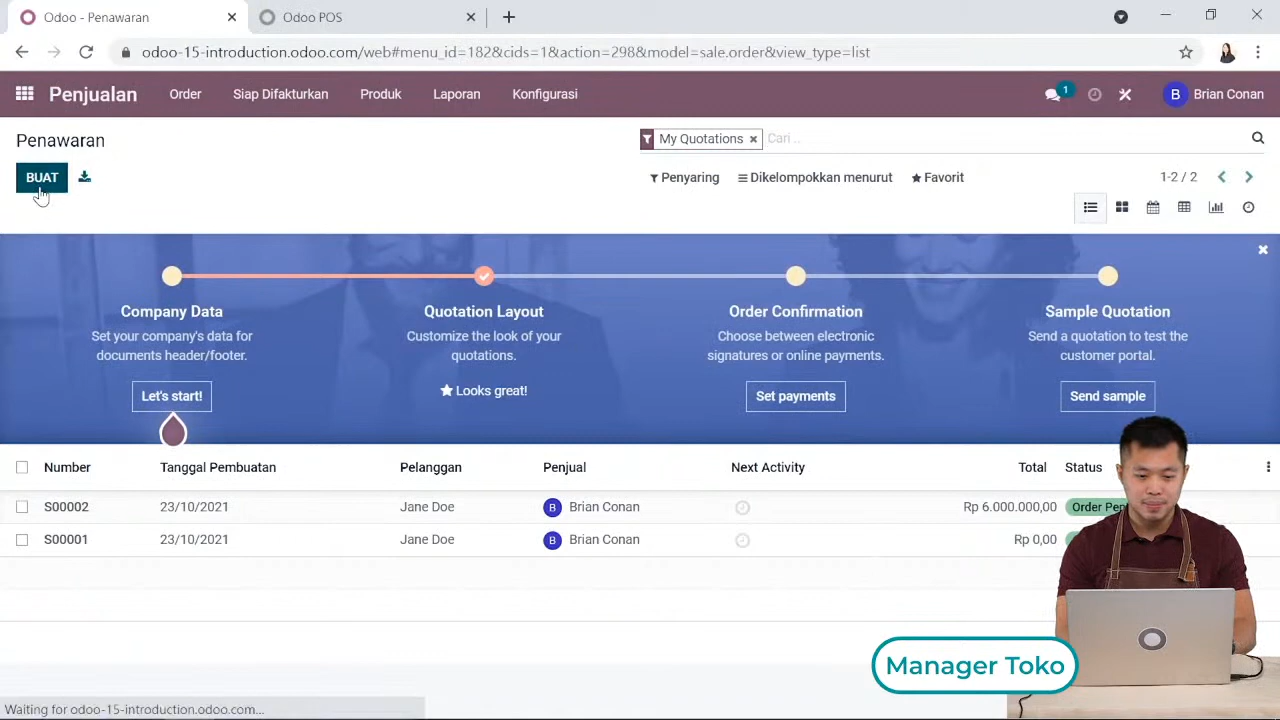 Odoo - Penawaran
Odoo POS
odoo-15-introduction.odoo.com/web#menu_id=182&cids=1&action=298&model=sale.order&view_type=list
Penjualan Order Siap Difakturkan Produk Laporan Konfigurasi 1 B Brian Conan
Penawaran
My Quotations Cari ..
BUAT
Penyaring Dikelompokkan menurut Favorit 1-2 / 2
Company Data
Set your company's data for
documents header/footer.
Let's start!
Quotation Layout
Customize the look of your
quotations.
Looks great!
Order Confirmation
Choose between electronic
signatures or online payments.
Set payments
Sample Quotation
Send a quotation to test the
customer portal.
Send sample
Number Tanggal Pembuatan Pelanggan Penjual Next Activity Total Status
S00002 23/10/2021 Jane Doe B Brian Conan Rp 6.000.000,00 Order
S00001 23/10/2021 Jane Doe B Brian Conan Rp 0,00
Manager Toko
Waiting for odoo-15-introduction.odoo.com...